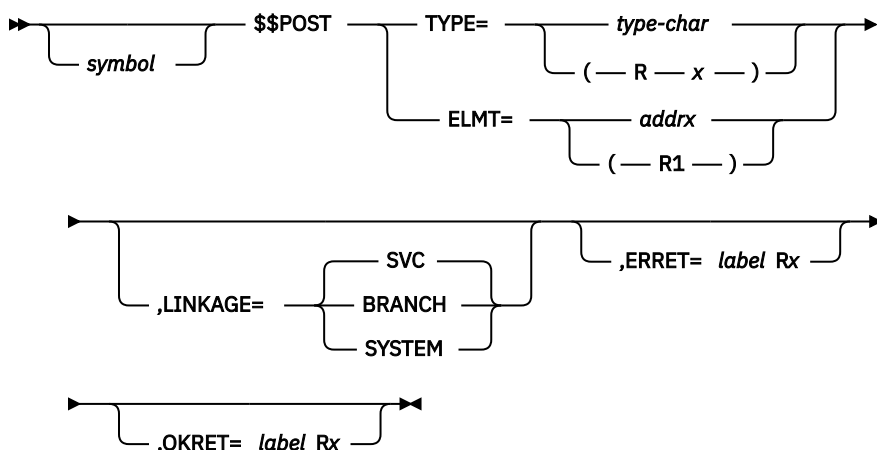 $$POST TYPE= type-char
symbol
( R x )
ELMT= addrx
( R1 )
SVC
,LINKAGE= BRANCH
SYSTEM
,ERRET= label Rx
,OKRET= label Rx